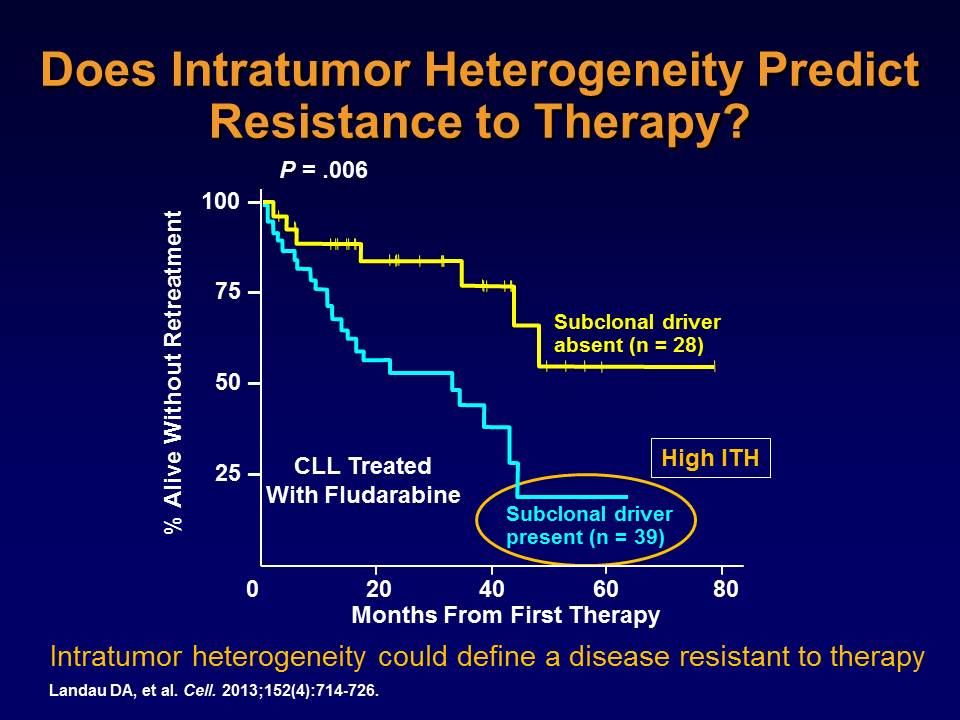 Does Intratumor Heterogeneity Predict
Resistance to Therapy?
P = .006
% Alive Without Retreatment
100
75
50
25
Subclonal driver
absent (n = 28)
High ITH
CLL Treated
With Fludarabine
Subclonal driver
present (n = 39)
0 20 40 60 80
Months From First Therapy
Intratumor heterogeneity could define a disease resistant to therapy
Landau DA, et al. Cell. 2013;152(4):714-726.